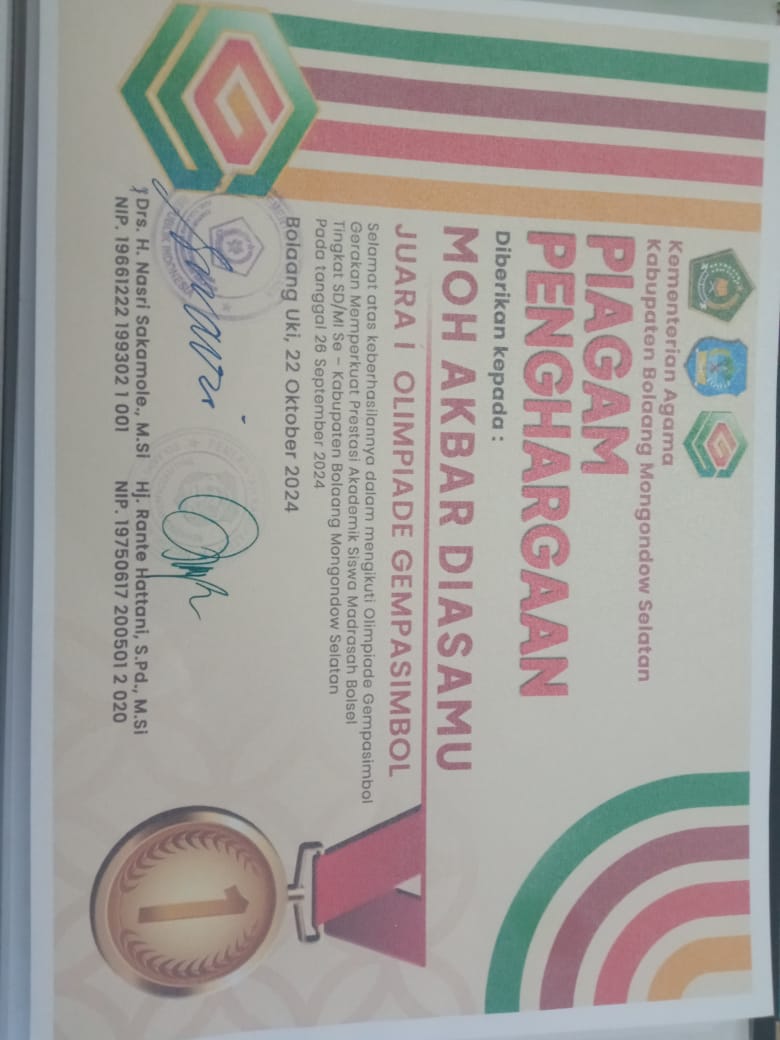 Kementerian Agama
Kabupaten Bolaang Mongondow Selatan
PIAGAM
PENGHARGAAN
Diberikan kepada :
MOH AKBAR DIASAMU
JUARA I OLIMPIADE GEMPASIMBOL
Selamat atas keberhasilannya dalam mengikuti Olimpiade Gempasimbol
Gerakan Memperkuat Prestasi Akademik Siswa Madrasah Bolsel
Tingkat SD/MI Se - Kabupaten Bolaang Mongondow Selatan
Pada tanggal 26 September 2024
Bolaang Uki, 22 Oktober 2024
Drs. H. Nasri Sakamole., M.Si
NIP. 19661222 199302 1 001
Hj. Rante Hattani, S.Pd., M.Si
NIP. 19750617 200501 2 020
1